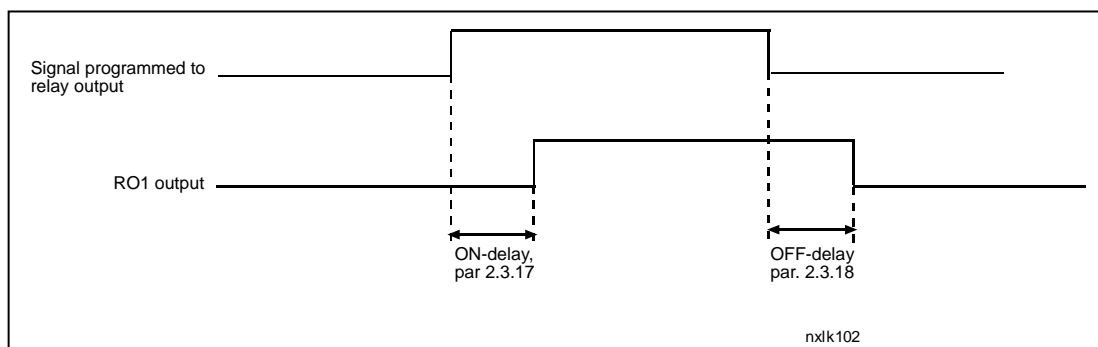 Signal programmed to
relay output
RO1 output
ON-delay,
par 2.3.17
OFF-delay
par. 2.3.18
nxlk102